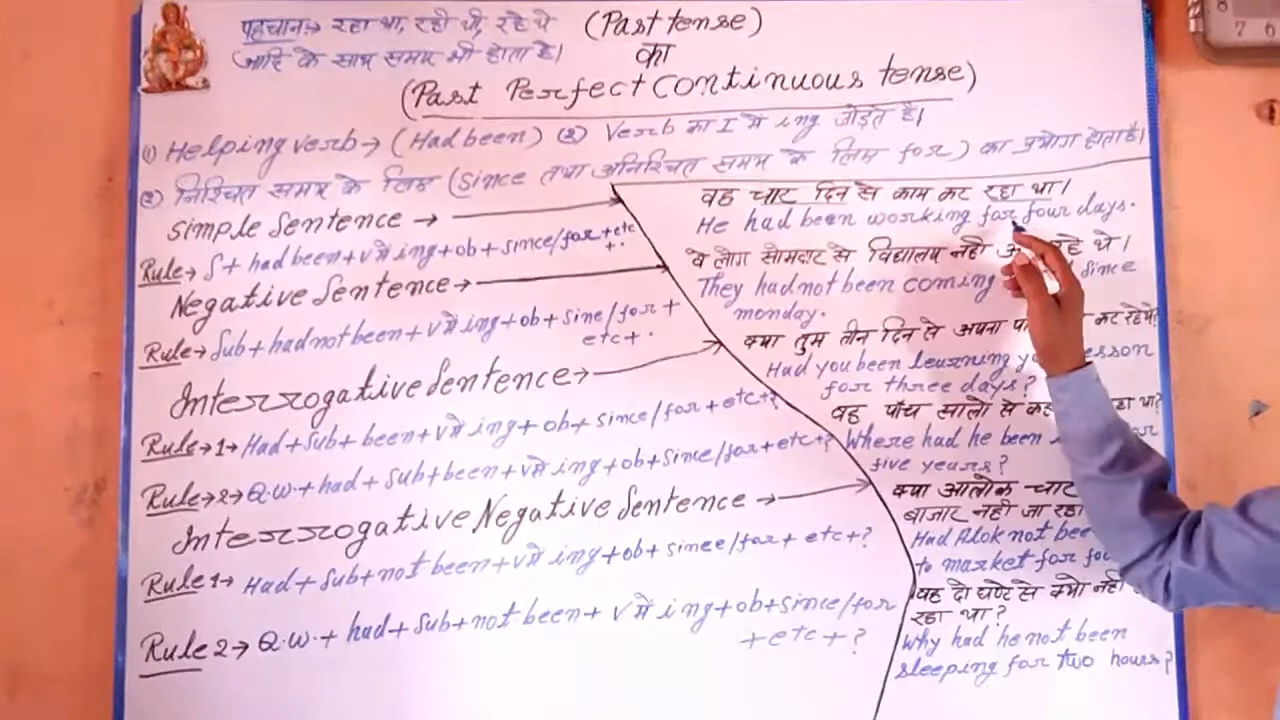 पहचान:→ रहा था, रही थी, रहे थे (Past tense)
आदि के साथ समय भी होता है। का
(Past Perfect Continuous tense)
(1) Helping verb → (Had been) (2) Verb का I में ing जोड़ते है।
(२) निश्चित समय के लिए (since तथा अनिश्चित समय के लिए for) का प्रयोग होता है।
Simple Sentence →
Rule→ S + had been + v में ing + ob + since/for + etc +.
Negative Sentence →
Rule→ Sub + had not been + v में ing + ob + sine/for +
etc + .
Interrogative Sentence →
Rule→1→ Had + Sub + been + v में ing + ob + since/for + etc + ?
Rule→2→ Q.w. + had + sub + been + v में ing + ob + since/for + etc + ?
Interrogative Negative Sentence →
Rule 1→ Had + Sub + not been + v में ing + ob + sincee/for + etc + ?
Rule 2→ Q.w. + had + Sub + not been + v में ing + ob + since/for
+ etc + ?
वह चार दिन से काम कर रहा था।
He had been working for four days.
वे लोग सोमवार से विद्यालय नही रहे थे।
They had not been coming Since
monday.
क्या तुम तीन दिन से अपना कर रहे थे?
Had you been learning
for three days?
वह पाँच सालो से था?
Where had he been
five years?
क्या आलोक चार
बाजार नही जा रहा
Had Alok not
to market for
वह दो घण्टे से क्यो नही
रहा था?
Why had he not been
sleeping for two hours?
7 6